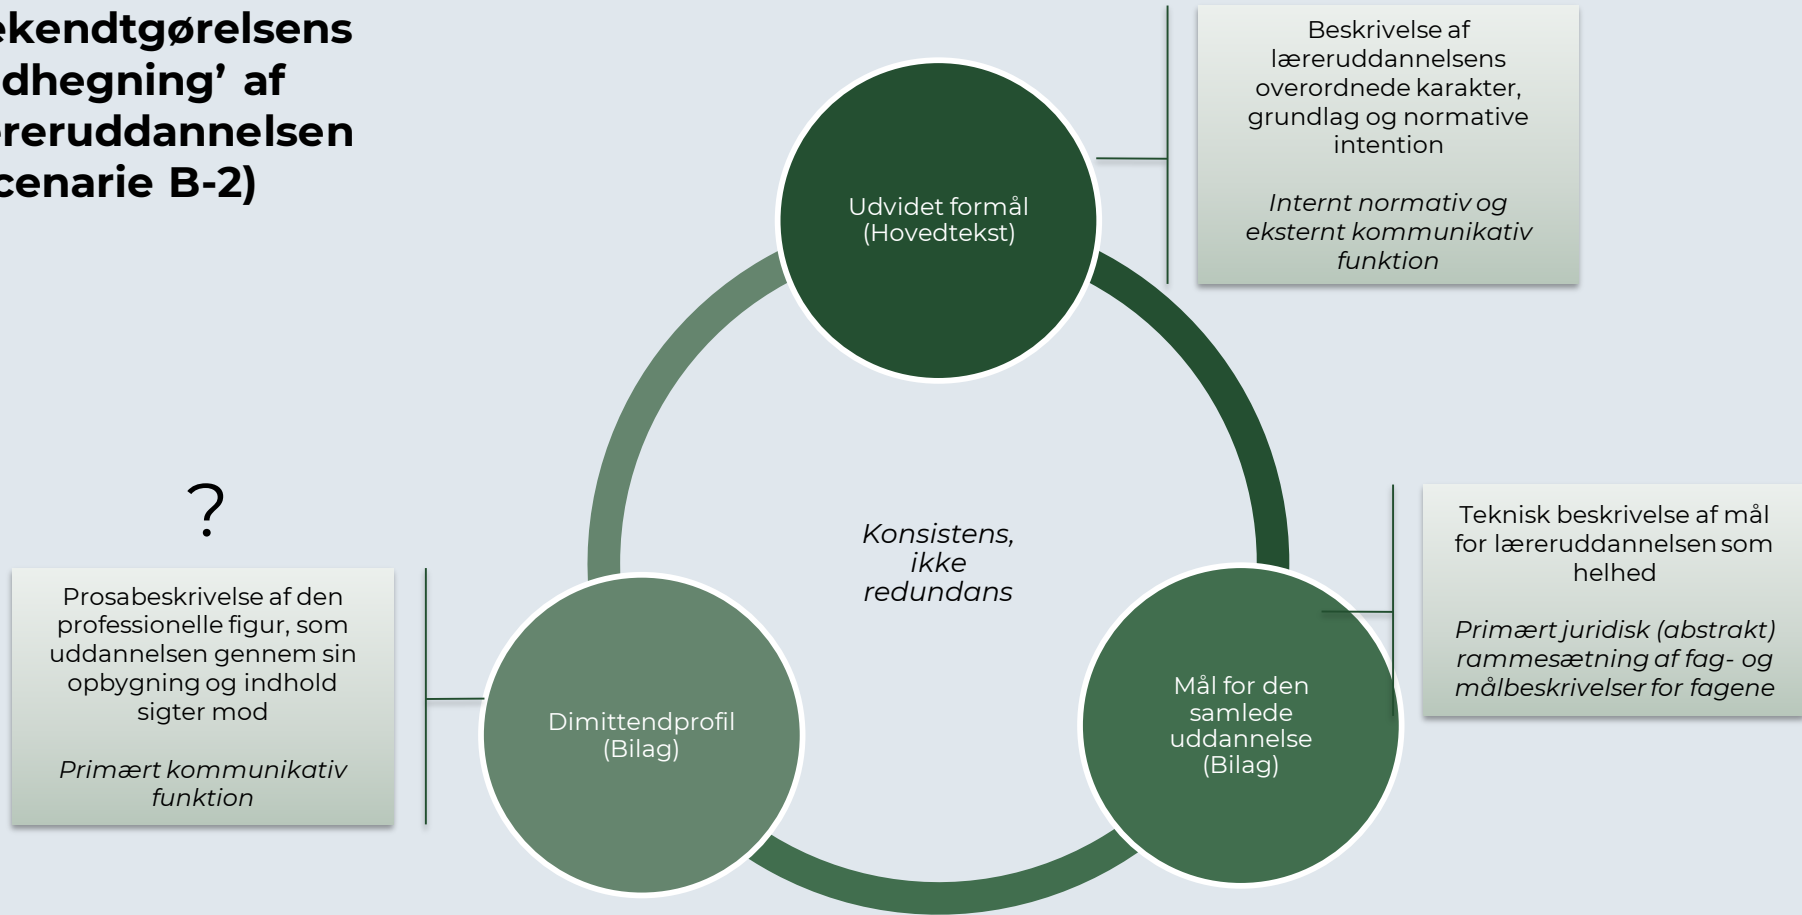 ekendtgørelsens
dhegning’ af
ereruddannelsen
cenarie B-2)
Beskrivelse af
læreruddannelsens
overordnede karakter,
grundlag og normative
intention
Internt normativ og
eksternt kommunikativ
funktion
Udvidet formål
(Hovedtekst)
?
Prosabeskrivelse af den
professionelle figur, som
uddannelsen gennem sin
opbygning og indhold
sigter mod
Primært kommunikativ
funktion
Konsistens,
ikke
redundans
Teknisk beskrivelse af mål
for læreruddannelsen som
helhed
Primært juridisk (abstrakt)
rammesætning af fag- og
målbeskrivelser for fagene
Dimittendprofil
(Bilag)
Mål for den
samlede
uddannelse
(Bilag)